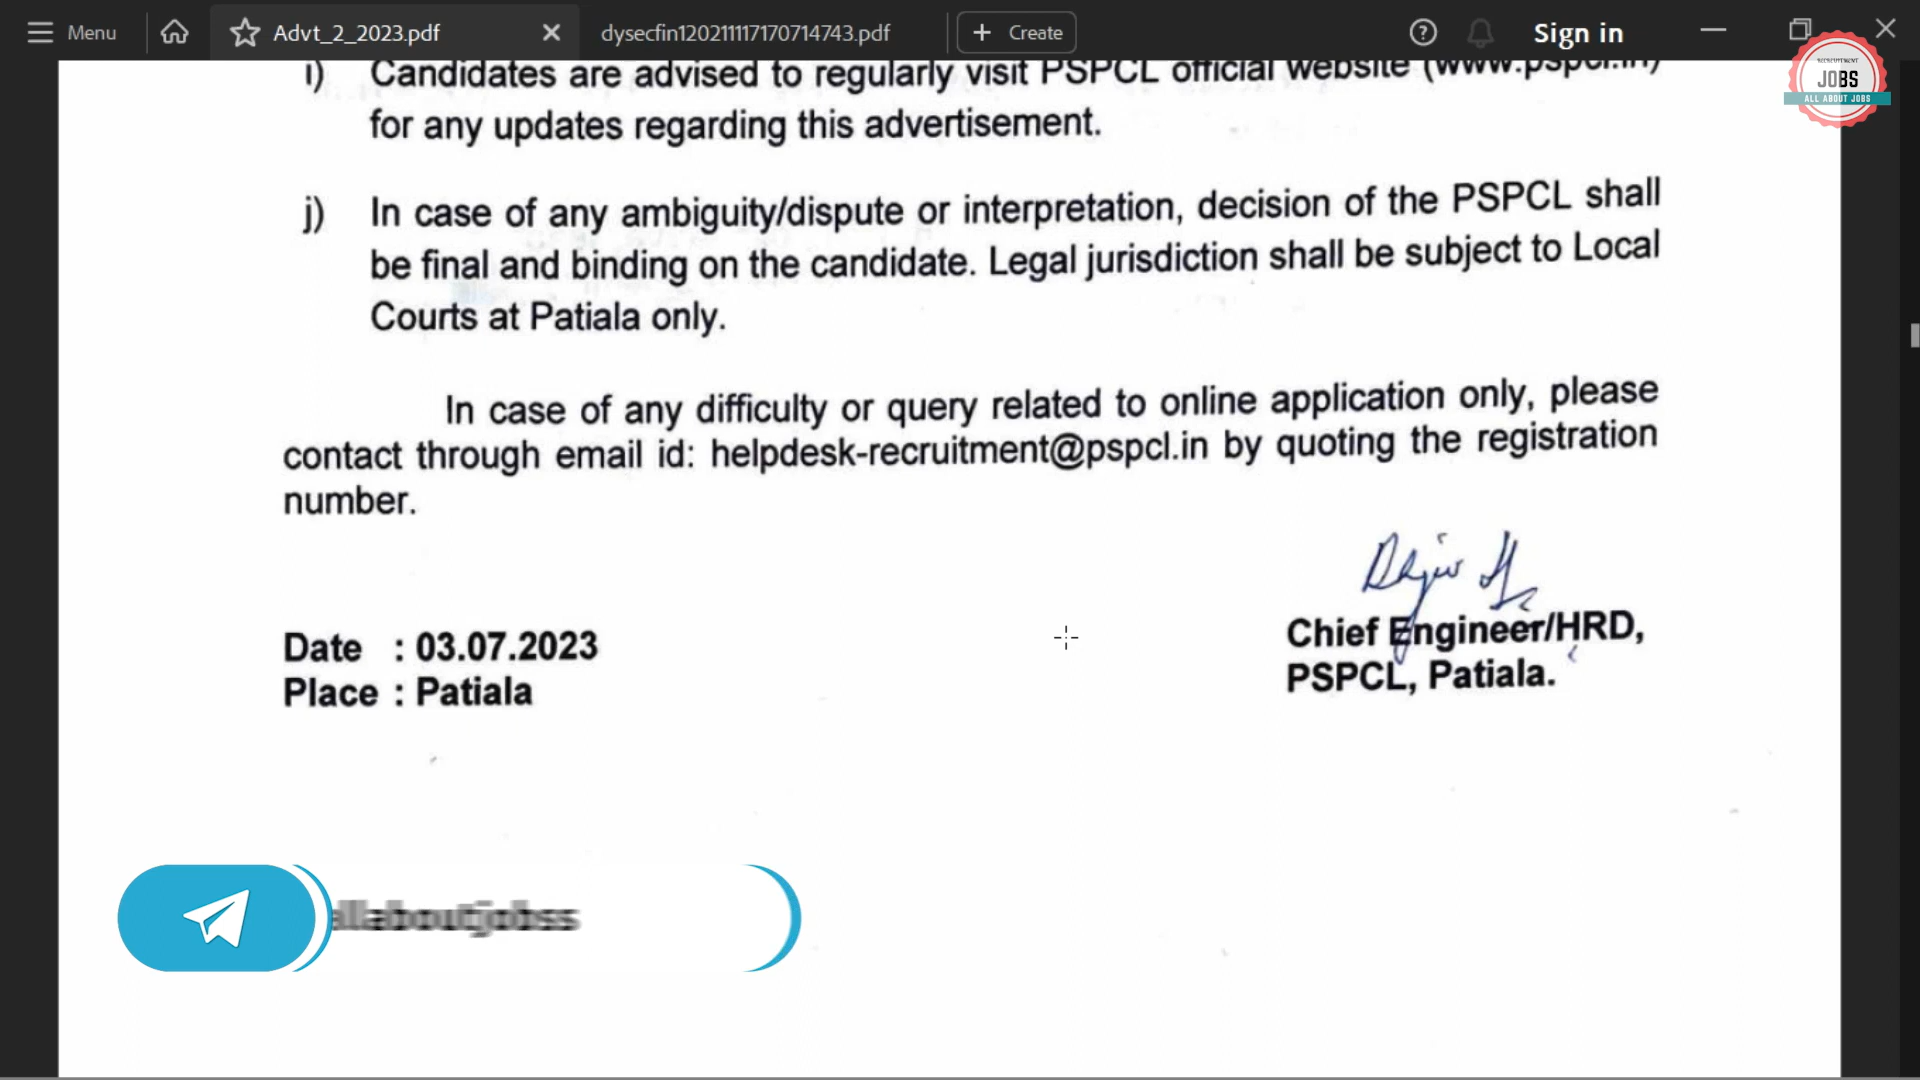 Menu
Advt_2_2023.pdf
dysecfin120211117170714743.pdf
+ Create
Sign in
RECRUITMENT
JOBS
ALL ABOUT JOBS
i) Candidates are advised to regularly visit PSPCL official website (www.pspcl.in)
for any updates regarding this advertisement.
j) In case of any ambiguity/dispute or interpretation, decision of the PSPCL shall
be final and binding on the candidate. Legal jurisdiction shall be subject to Local
Courts at Patiala only.
In case of any difficulty or query related to online application only, please
contact through email id: helpdesk-recruitment@pspcl.in by quoting the registration
number.
Date : 03.07.2023
Place : Patiala
Chief Engineer/HRD,
PSPCL, Patiala.
allaboutjobss